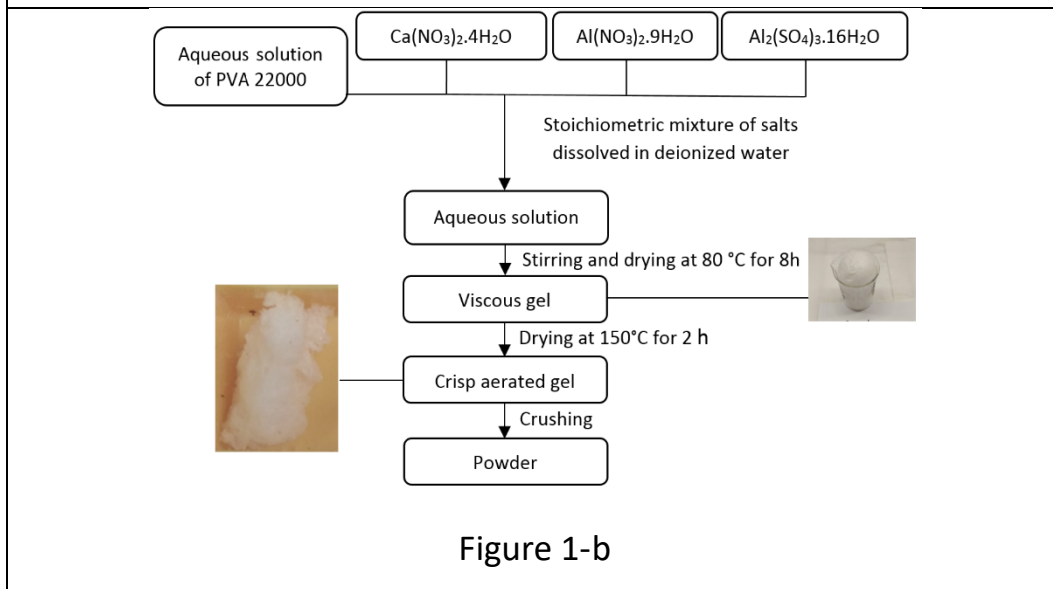 Aqueous solution
of PVA 22000
Ca(NO₃)₂.4H₂O
Al(NO₃)₂.9H₂O
Al₂(SO₄)₃.16H₂O
Stoichiometric mixture of salts
dissolved in deionized water
Aqueous solution
Stirring and drying at 80 °C for 8h
Viscous gel
Drying at 150°C for 2 h
Crisp aerated gel
Crushing
Powder
Figure 1-b